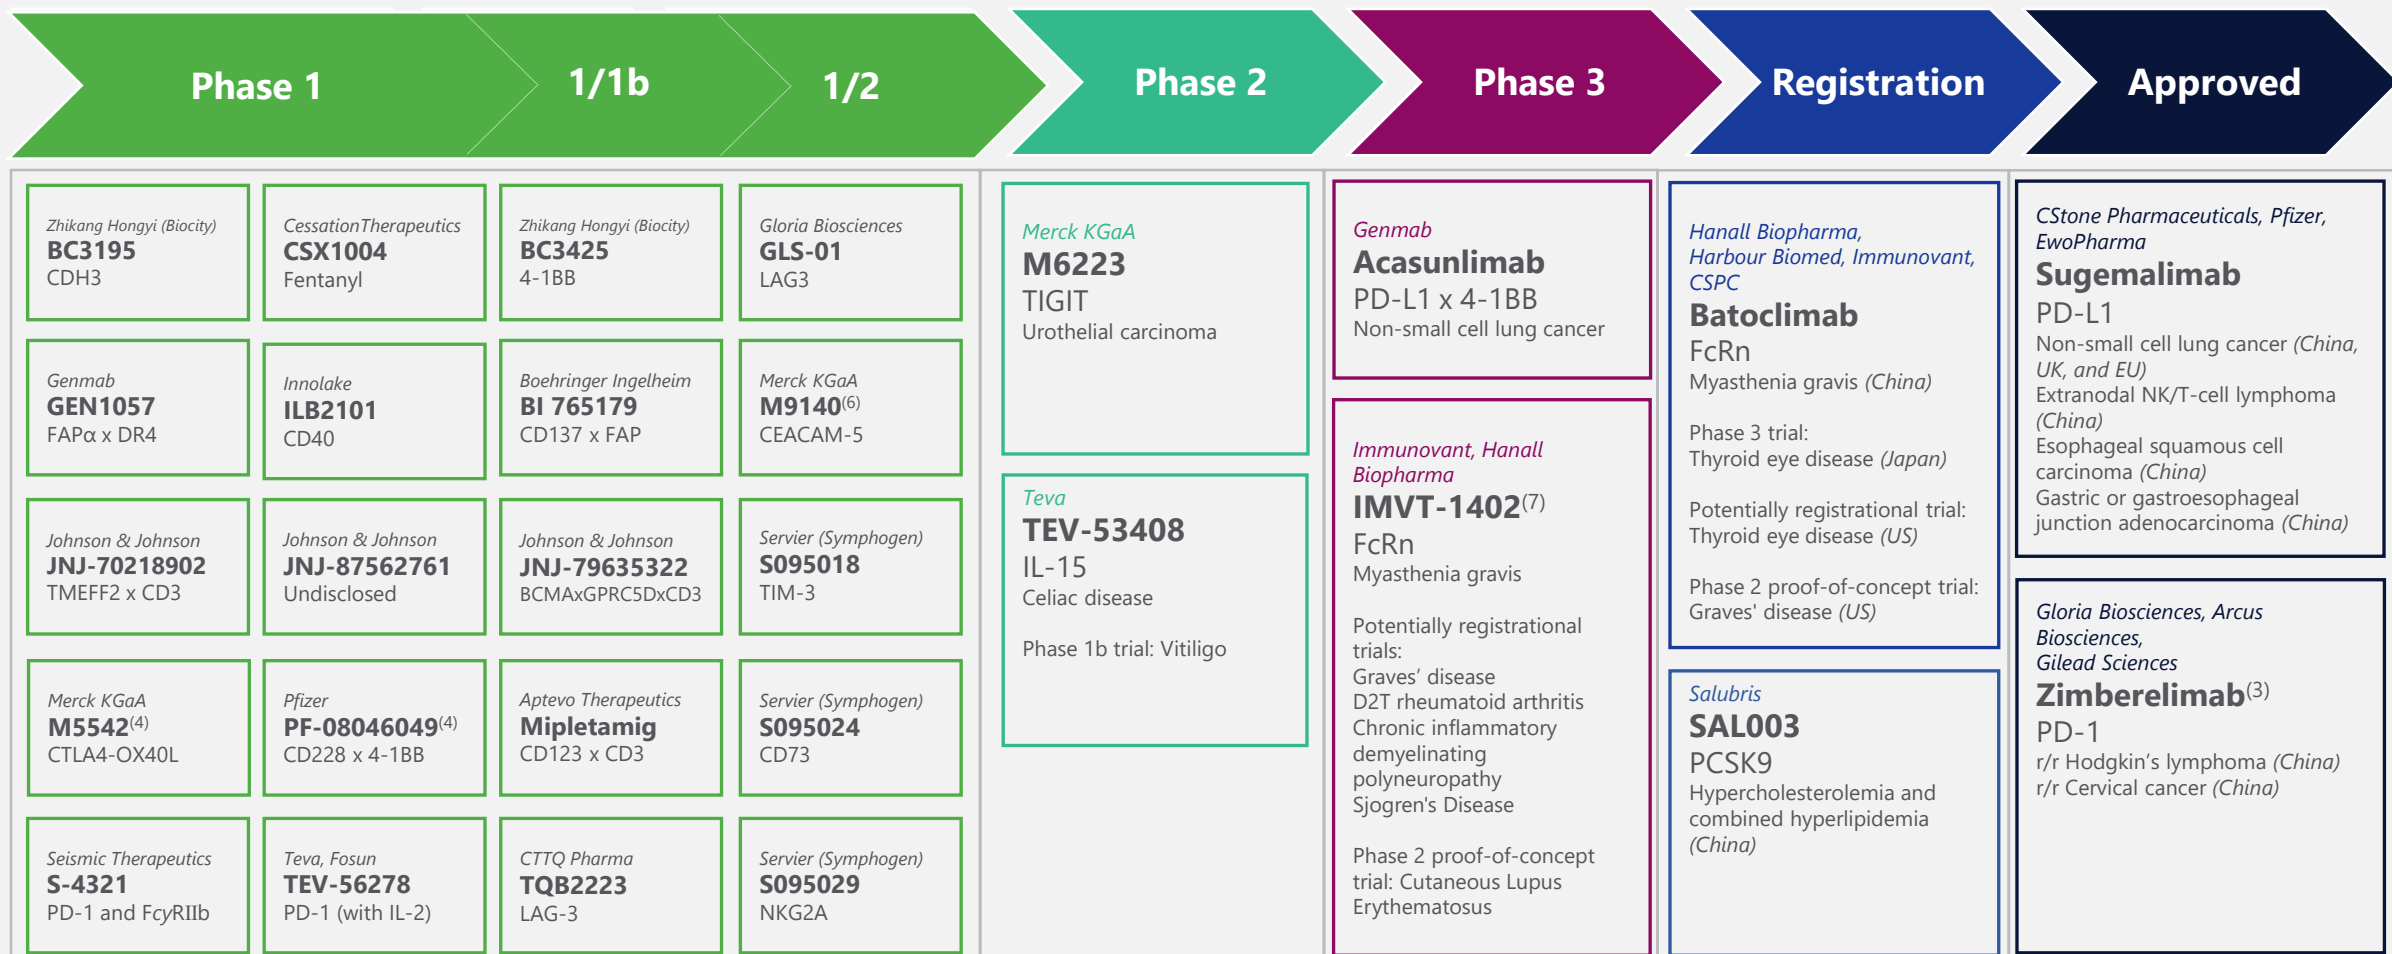 Phase 1
1/1b
1/2
Phase 2
Phase 3
Registration
Approved
Zhikang Hongyi (Biocity)
BC3195
CDH3
CessationTherapeutics
CSX1004
Fentanyl
Zhikang Hongyi (Biocity)
BC3425
4-1BB
Gloria Biosciences
GLS-01
LAG3
Genmab
GEN1057
FAPα x DR4
Innolake
ILB2101
CD40
Boehringer Ingelheim
BI 765179
CD137 x FAP
Merck KGaA
M9140(6)
CEACAM-5
Johnson & Johnson
JNJ-70218902
TMEFF2 x CD3
Johnson & Johnson
JNJ-87562761
Undisclosed
Johnson & Johnson
JNJ-79635322
BCMAxGPRC5DxCD3
Servier (Symphogen)
S095018
TIM-3
Merck KGaA
M5542(4)
CTLA4-OX40L
Pfizer
PF-08046049(4)
CD228 x 4-1BB
Aptevo Therapeutics
Mipletamig
CD123 x CD3
Servier (Symphogen)
S095024
CD73
Seismic Therapeutics
S-4321
PD-1 and FcyRIIb
Teva, Fosun
TEV-56278
PD-1 (with IL-2)
CTTQ Pharma
TQB2223
LAG-3
Servier (Symphogen)
S095029
NKG2A
Merck KGaA
M6223
TIGIT
Urothelial carcinoma
Teva
TEV-53408
IL-15
Celiac disease
Phase 1b trial: Vitiligo
Genmab
Acasunlimab
PD-L1 x 4-1BB
Non-small cell lung cancer
Immunovant, Hanall
Biopharma
IMVT-1402(7)
FcRn
Myasthenia gravis
Potentially registrational
trials:
Graves’ disease
D2T rheumatoid arthritis
Chronic inflammatory
demyelinating
polyneuropathy
Sjogren's Disease
Phase 2 proof-of-concept
trial: Cutaneous Lupus
Erythematosus
Hanall Biopharma,
Harbour Biomed, Immunovant,
CSPC
Batoclimab
FcRn
Myasthenia gravis (China)
Phase 3 trial:
Thyroid eye disease (Japan)
Potentially registrational trial:
Thyroid eye disease (US)
Phase 2 proof-of-concept trial:
Graves' disease (US)
Salubris
SAL003
PCSK9
Hypercholesterolemia and
combined hyperlipidemia
(China)
CStone Pharmaceuticals, Pfizer,
EwoPharma
Sugemalimab
PD-L1
Non-small cell lung cancer (China,
UK, and EU)
Extranodal NK/T-cell lymphoma
(China)
Esophageal squamous cell
carcinoma (China)
Gastric or gastroesophageal
junction adenocarcinoma (China)
Gloria Biosciences, Arcus
Biosciences,
Gilead Sciences
Zimberelimab(3)
PD-1
r/r Hodgkin’s lymphoma (China)
r/r Cervical cancer (China)